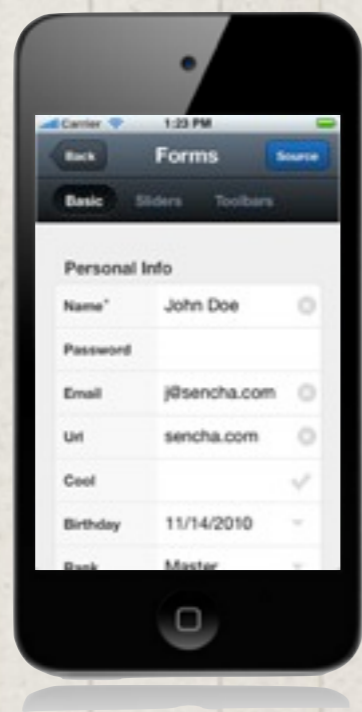 Carrier 1:23 PM
Back Forms Source
Basic Sliders Toolbars
Personal Info
Name* John Doe
Password
Email j@sencha.com
Url sencha.com
Cool
Birthday 11/14/2010
Rank Master